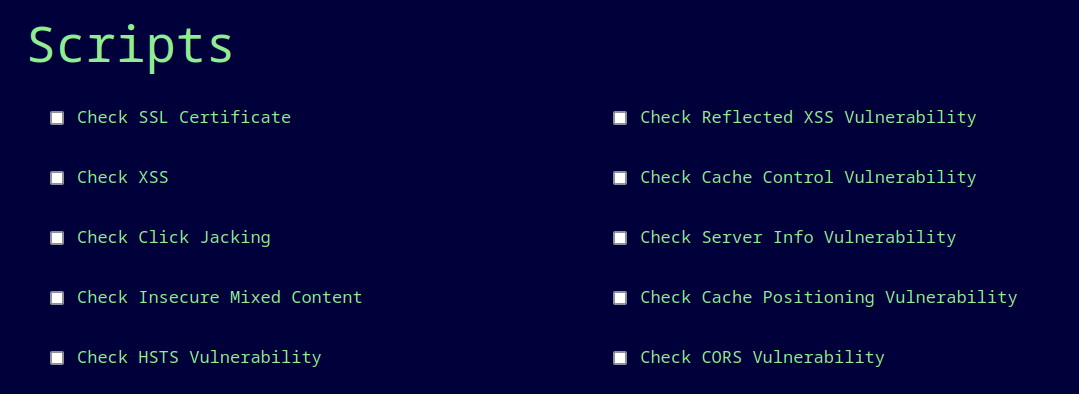 Scripts
Check SSL Certificate
Check XSS
Check Click Jacking
Check Insecure Mixed Content
Check HSTS Vulnerability
Check Reflected XSS Vulnerability
Check Cache Control Vulnerability
Check Server Info Vulnerability
Check Cache Positioning Vulnerability
Check CORS Vulnerability